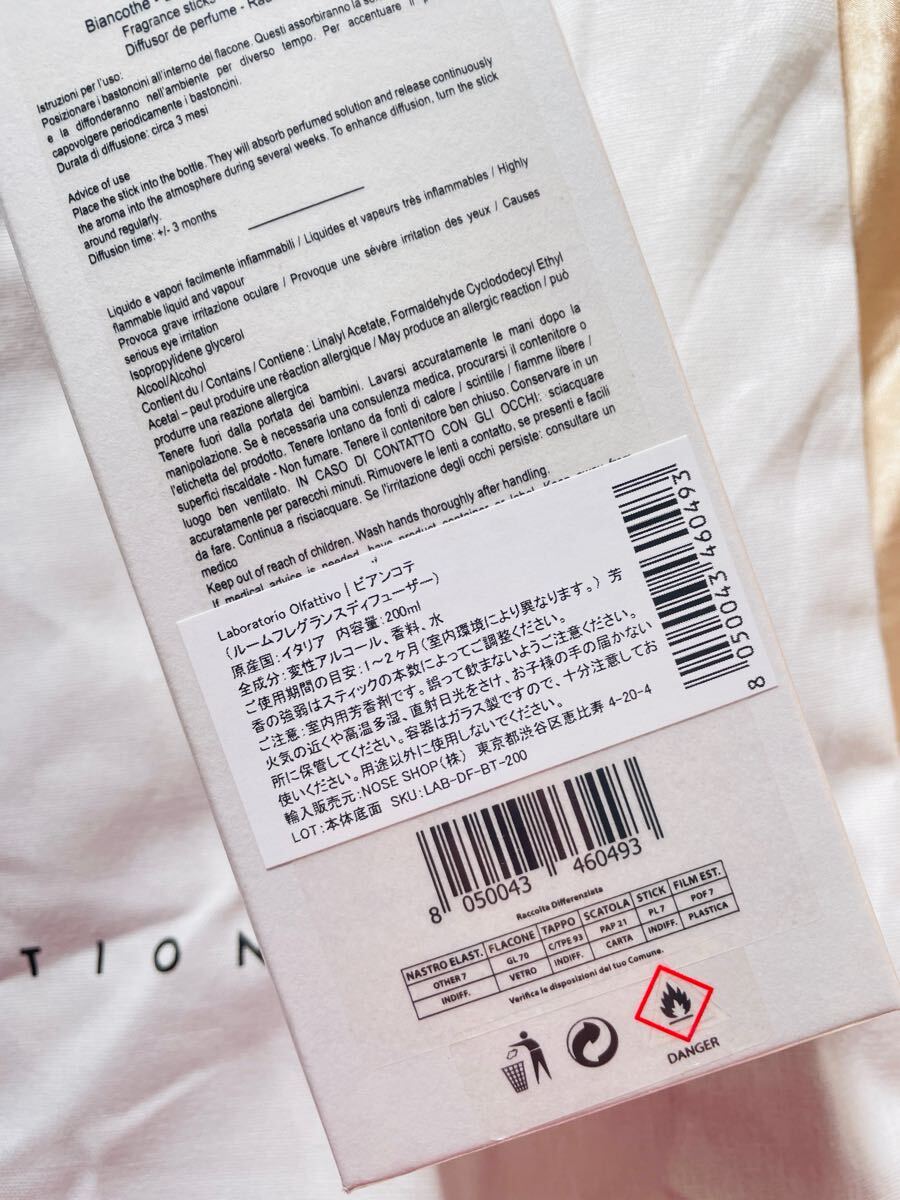 Biancothe -
Fragrance sticks
Diffusor de perfume -
Istruzioni per l'uso:
Posizionare i bastoncini all'interno del flacone. Questi assorbiranno la
e la diffonderanno nell'ambiente per diverso tempo. Per accentuare il
capovolgere periodicamente i bastoncini.
Durata di diffusione: circa 3 mesi
Advice of use
Place the stick into the bottle. They will absorb perfumed solution and release continuously
the aroma into the atmosphere during several weeks. To enhance diffusion, turn the stick
around regularly.
Diffusion time: +/- 3 months
Liquido e vapori facilmente infiammabili / Liquides et vapeurs très inflammables / Highly
flammable liquid and vapour
Provoca grave irritazione oculare / Provoque une sévère irritation des yeux / Causes
serious eye irritation
Isopropylidene glycerol
Alcool/Alcohol
Content du / Contains / Contiene : Linalyl Acetate, Formaldehyde Cyclododecyl Ethyl
Acetal – peut produire une réaction allergique / May produce an allergic reaction / può
produrre una reazione allergica
Tenere fuori dalla portata dei bambini. Lavarsi accuratamente le mani dopo la
manipolazione. Se è necessaria una consulenza medica, procurarsi il contenitore o
l'etichetta del prodotto. Tenere lontano da fonti di calore / scintille / fiamme libere /
superfici riscaldate - Non fumare. Tenere il contenitore ben chiuso. Conservare in un
luogo ben ventilato. IN CASO DI CONTATTO CON GLI OCCHI: sciacquare
accuratamente per parecchi minuti. Rimuovere le lenti a contatto, se presenti e facili
da fare. Continua a risciacquare. Se l'irritazione degli occhi persiste: consultare un
medico
Keep out of reach of children. Wash hands thoroughly after handling.
If medical advice is needed, have product container or label. Keep away from
Laboratorio Olfattivo | ビアンコテ
(ルームフレグランスディフューザー)
原産国:イタリア 内容量:200ml
全成分:変性アルコール、香料、水
ご使用期間の目安:1~2ヶ月(室内環境により異なります。) 芳
香の強弱はスティックの本数によってご調整ください。
ご注意:室内用芳香剤です。誤って飲まないようご注意ください。
火気の近くや高温多湿、直射日光をさけ、お子様の手の届かない
所に保管してください。容器はガラス製ですので、十分注意してお
使いください。用途以外に使用しないでください。
輸入販売元:NOSE SHOP(株) 東京都渋谷区恵比寿 4-20-4
LOT:本体底面 SKU:LAB-DF-BT-200
8 050043 460493
8 050043 460493
Raccolta Differenziata
NASTRO ELAST. FLACONE TAPPO SCATOLA STICK FILM EST.
OTHER 7 GL 70 C/TPE 93 PAP 21 PL 7 POF 7
INDIFF. VETRO INDIFF. CARTA INDIFF. PLASTICA
Verifica le disposizioni del tuo Comune.
DANGER
TION